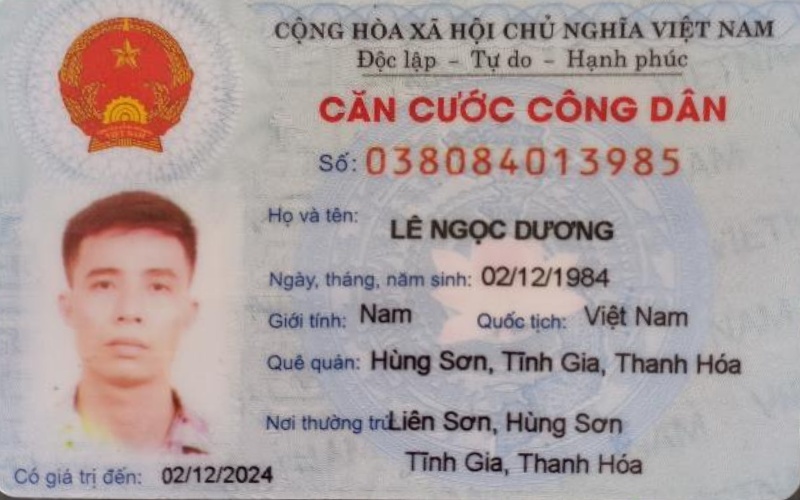 CỘNG HÒA XÃ HỘI CHỦ NGHĨA VIỆT NAM
Độc lập - Tự do - Hạnh phúc
CĂN CƯỚC CÔNG DÂN
Số: 038084013985
Họ và tên: LÊ NGỌC DƯƠNG
Ngày, tháng, năm sinh: 02/12/1984
Giới tính: Nam Quốc tịch: Việt Nam
Quê quán: Hùng Sơn, Tĩnh Gia, Thanh Hóa
Nơi thường trú: Liên Sơn, Hùng Sơn
Tĩnh Gia, Thanh Hóa
Có giá trị đến: 02/12/2024